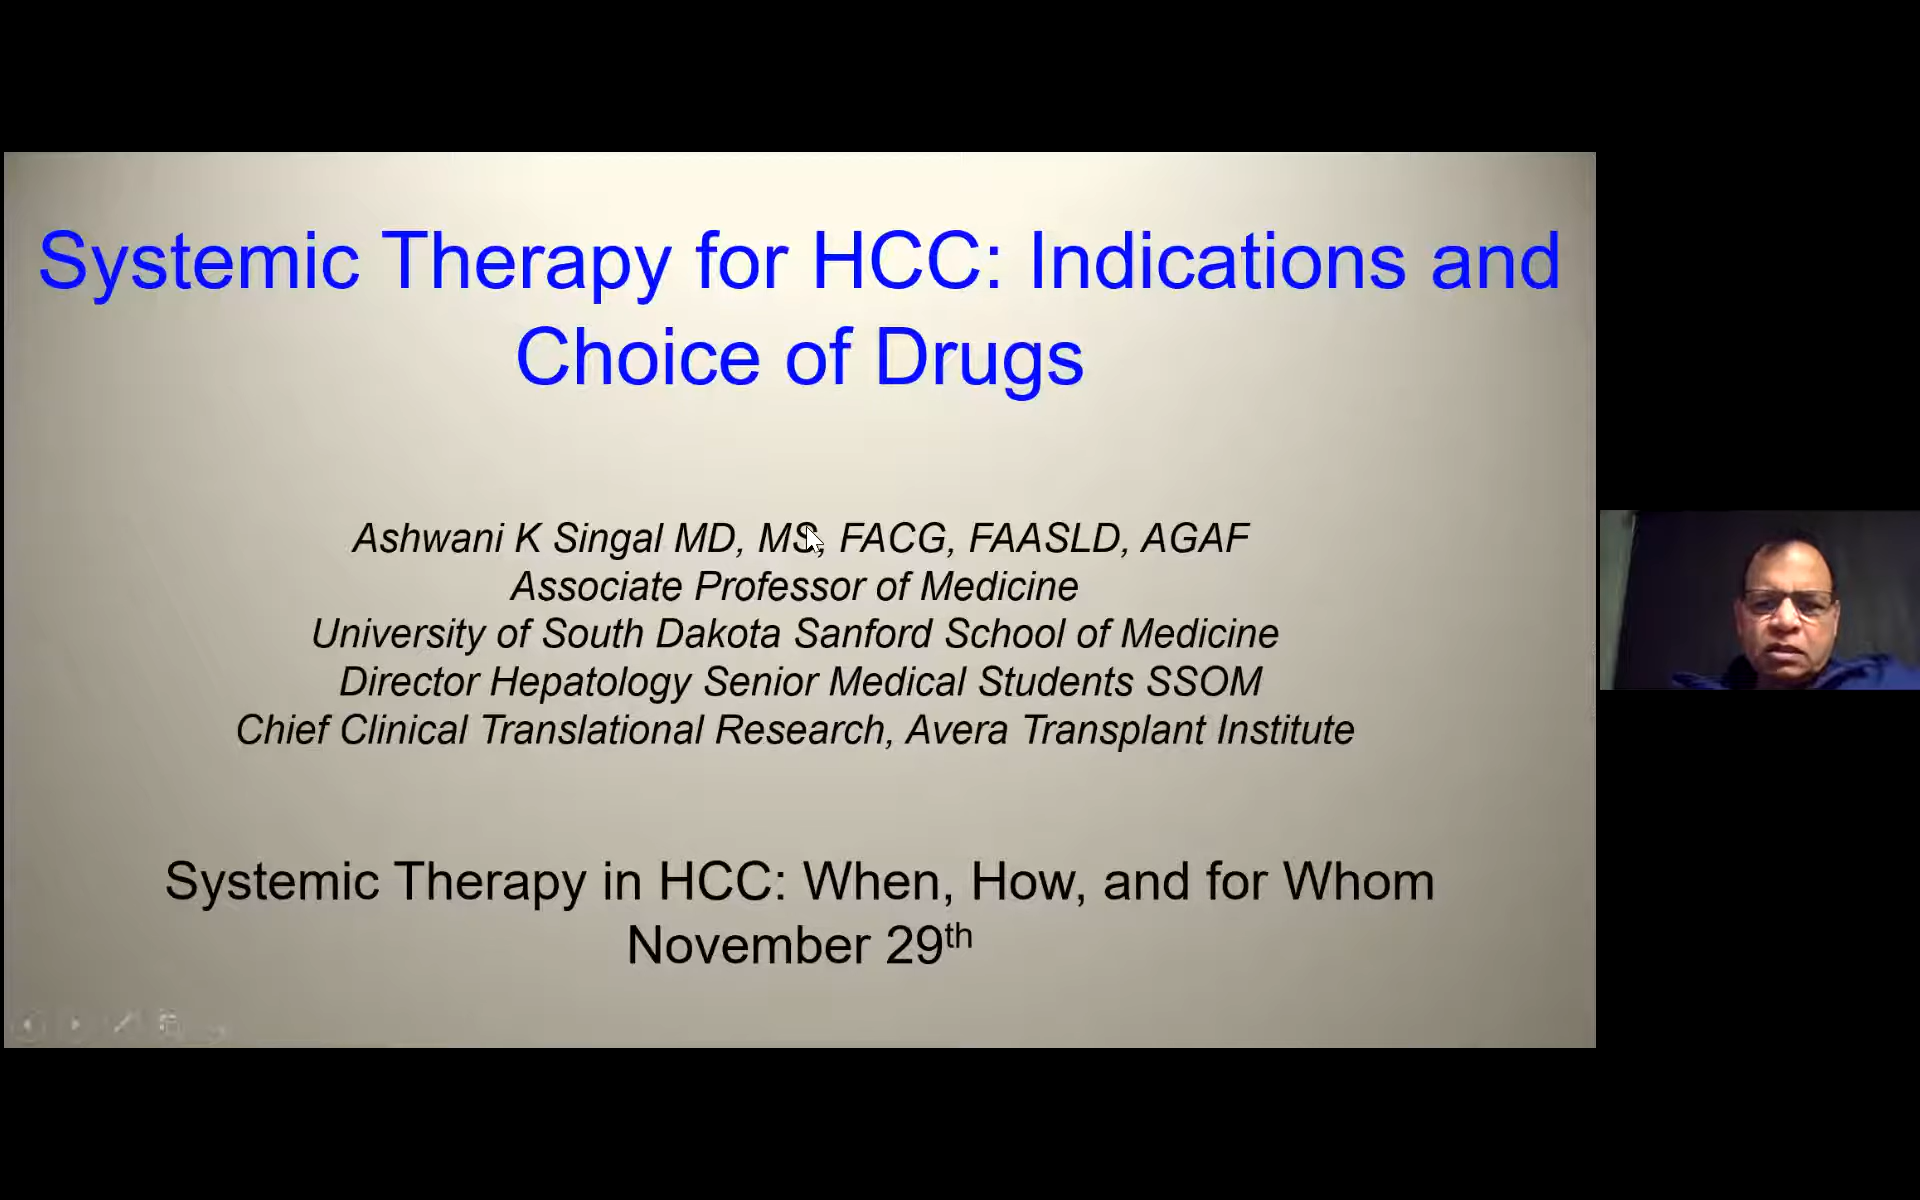 Systemic Therapy for HCC: Indications and
Choice of Drugs
Ashwani K Singal MD, MS, FACG, FAASLD, AGAF
Associate Professor of Medicine
University of South Dakota Sanford School of Medicine
Director Hepatology Senior Medical Students SSOM
Chief Clinical Translational Research, Avera Transplant Institute
Systemic Therapy in HCC: When, How, and for Whom
November 29th